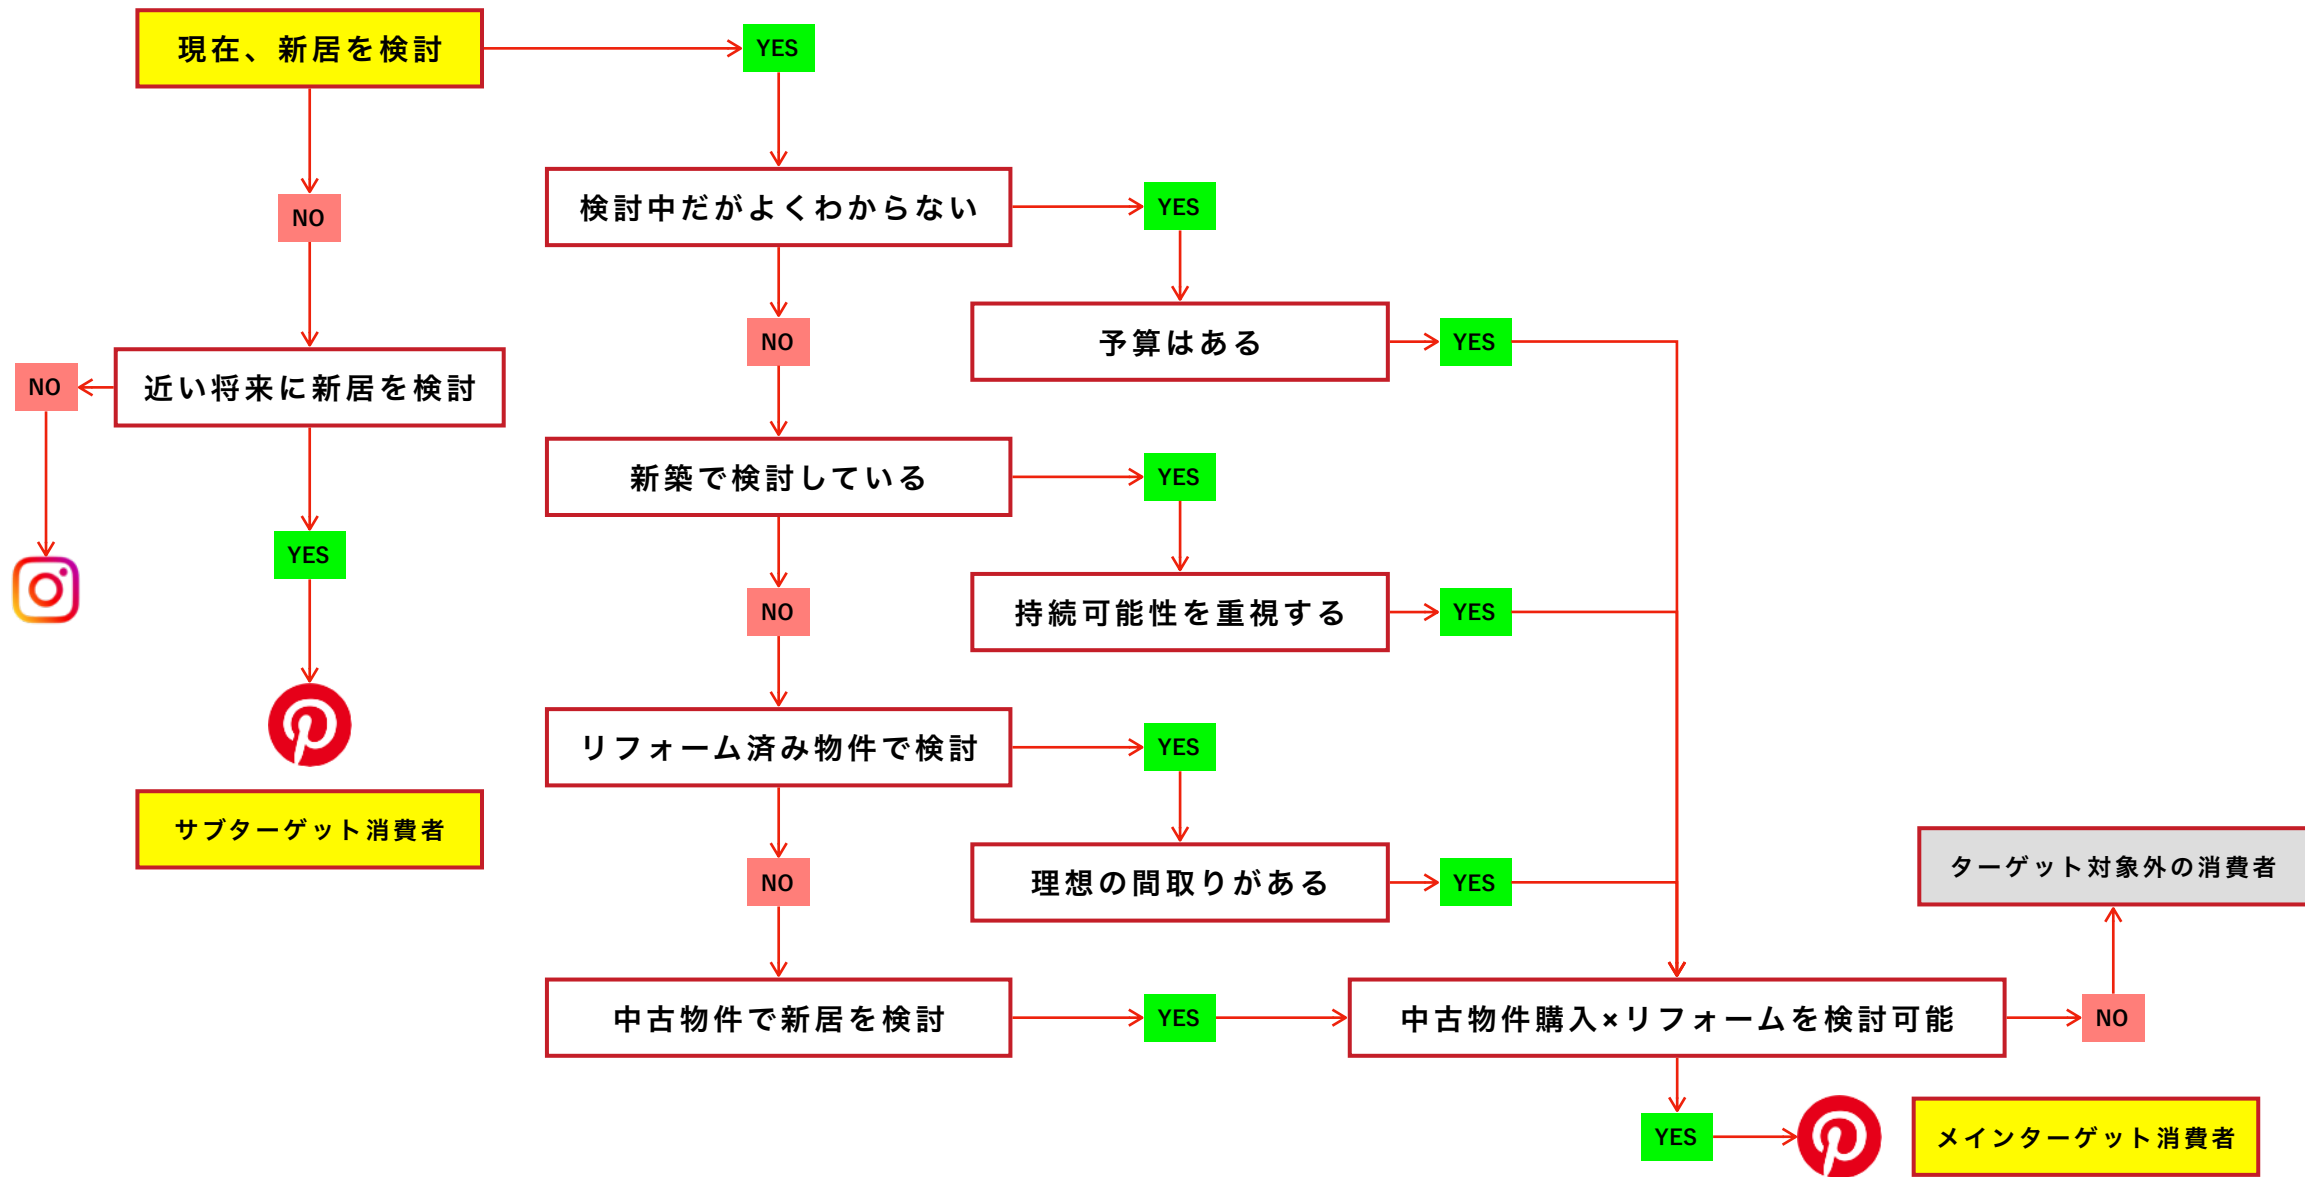 現在、新居を検討
YES
NO
検討中だがよくわからない
YES
予算はある
YES
NO
近い将来に新居を検討
NO
YES
サブターゲット消費者
新築で検討している
YES
持続可能性を重視する
YES
NO
リフォーム済み物件で検討
YES
理想の間取りがある
YES
NO
中古物件で新居を検討
YES
中古物件購入×リフォームを検討可能
NO
ターゲット対象外の消費者
YES
メインターゲット消費者